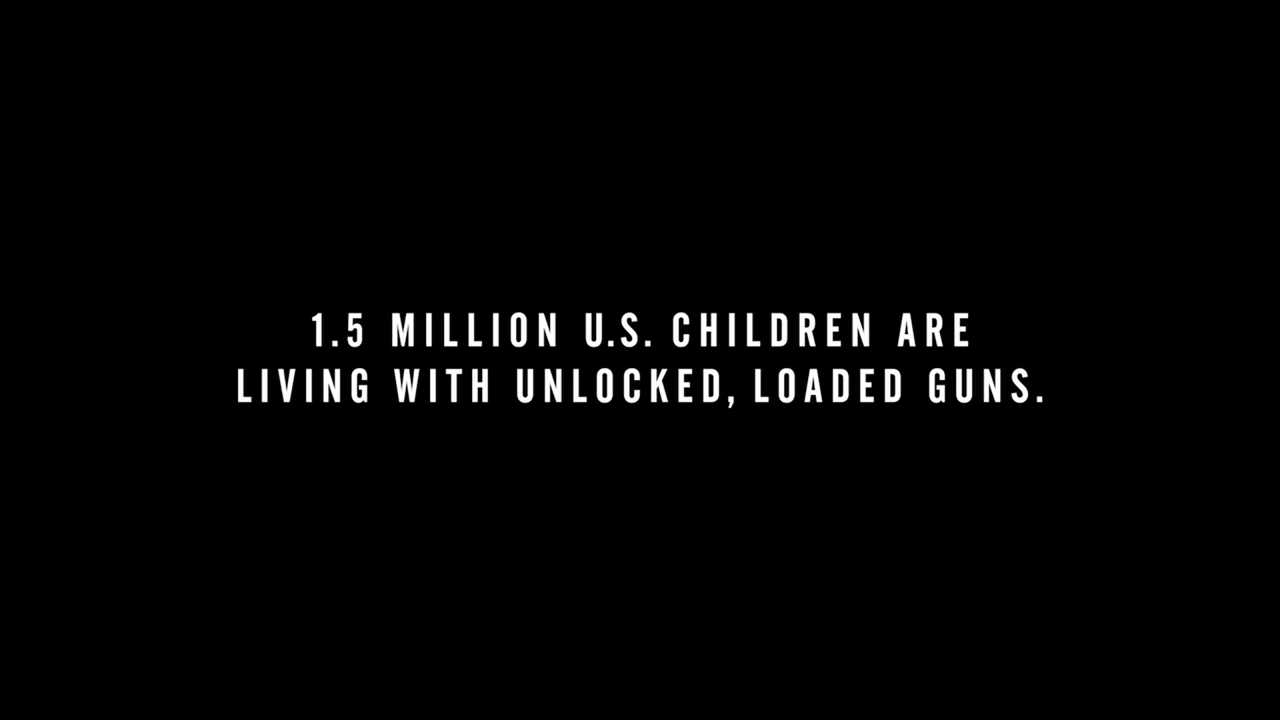 1.5 MILLION U.S. CHILDREN ARE
LIVING WITH UNLOCKED, LOADED GUNS.